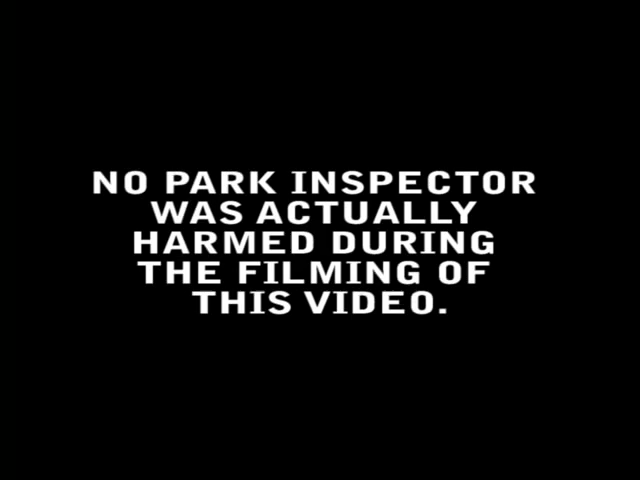 NO PARK INSPECTOR
WAS ACTUALLY
HARMED DURING
THE FILMING OF
THIS VIDEO.